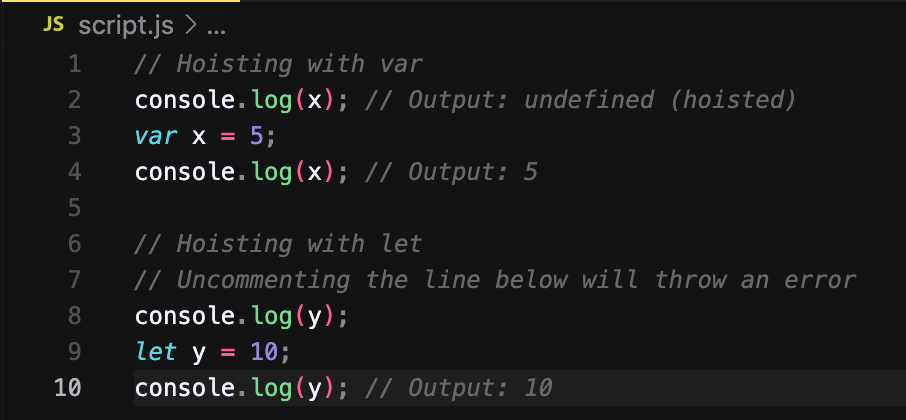 JS script.js > ...
1 // Hoisting with var
2 console.log(x); // Output: undefined (hoisted)
3 var x = 5;
4 console.log(x); // Output: 5
5
6 // Hoisting with let
7 // Uncommenting the line below will throw an error
8 console.log(y);
9 let y = 10;
10 console.log(y); // Output: 10